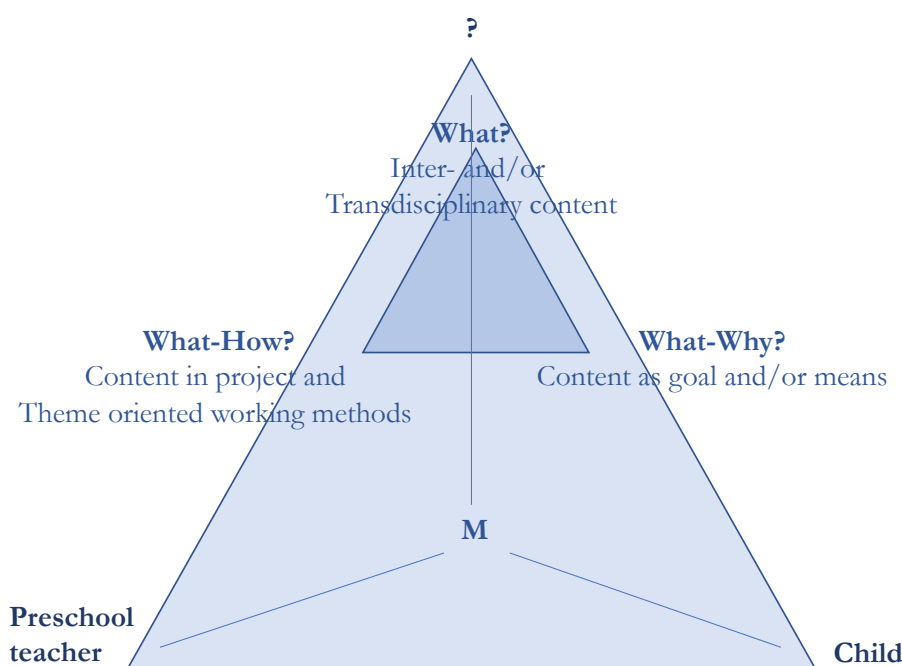 ?
What?
Inter- and/or
Transdisciplinary content
What-How?
Content in project and
Theme oriented working methods
What-Why?
Content as goal and/or means
M
Preschool
teacher
Child